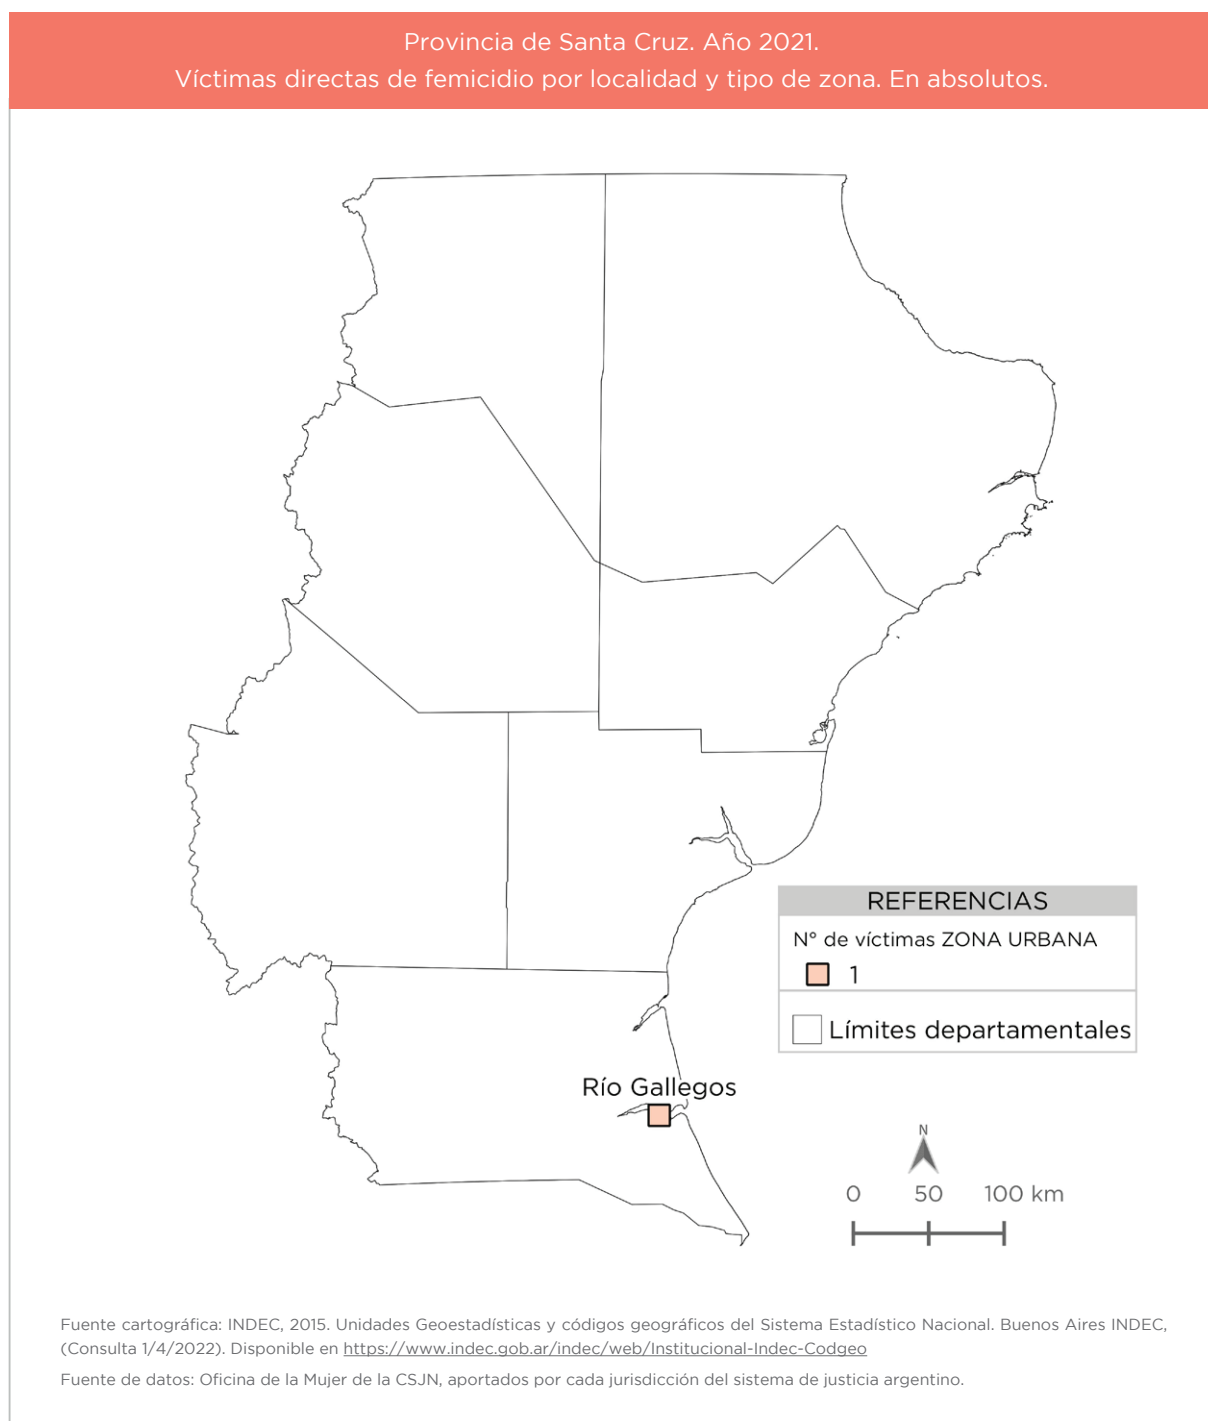 Provincia de Santa Cruz. Año 2021.
Víctimas directas de femicidio por localidad y tipo de zona. En absolutos.
REFERENCIAS
N° de víctimas ZONA URBANA
1
Límites departamentales
Río Gallegos
N
0 50 100 km
Fuente cartográfica: INDEC, 2015. Unidades Geoestadísticas y códigos geográficos del Sistema Estadístico Nacional. Buenos Aires INDEC,
(Consulta 1/4/2022). Disponible en https://www.indec.gob.ar/indec/web/Institucional-Indec-Codgeo
Fuente de datos: Oficina de la Mujer de la CSJN, aportados por cada jurisdicción del sistema de justicia argentino.